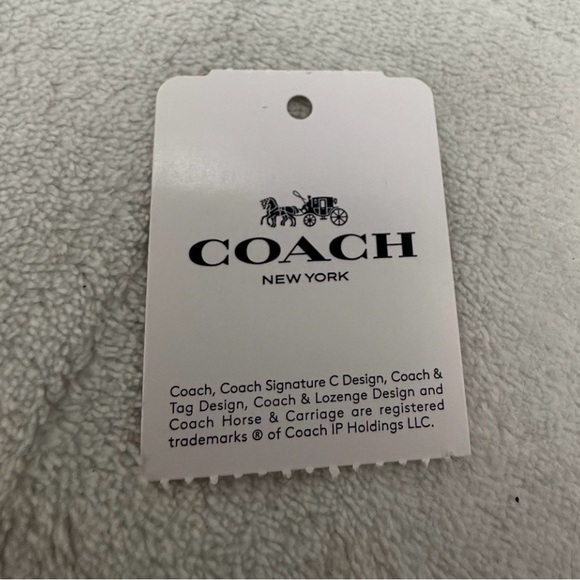 COACH
NEW YORK
Coach, Coach Signature C Design, Coach &
Tag Design, Coach & Lozenge Design and
Coach Horse & Carriage are registered
trademarks ® of Coach IP Holdings LLC.